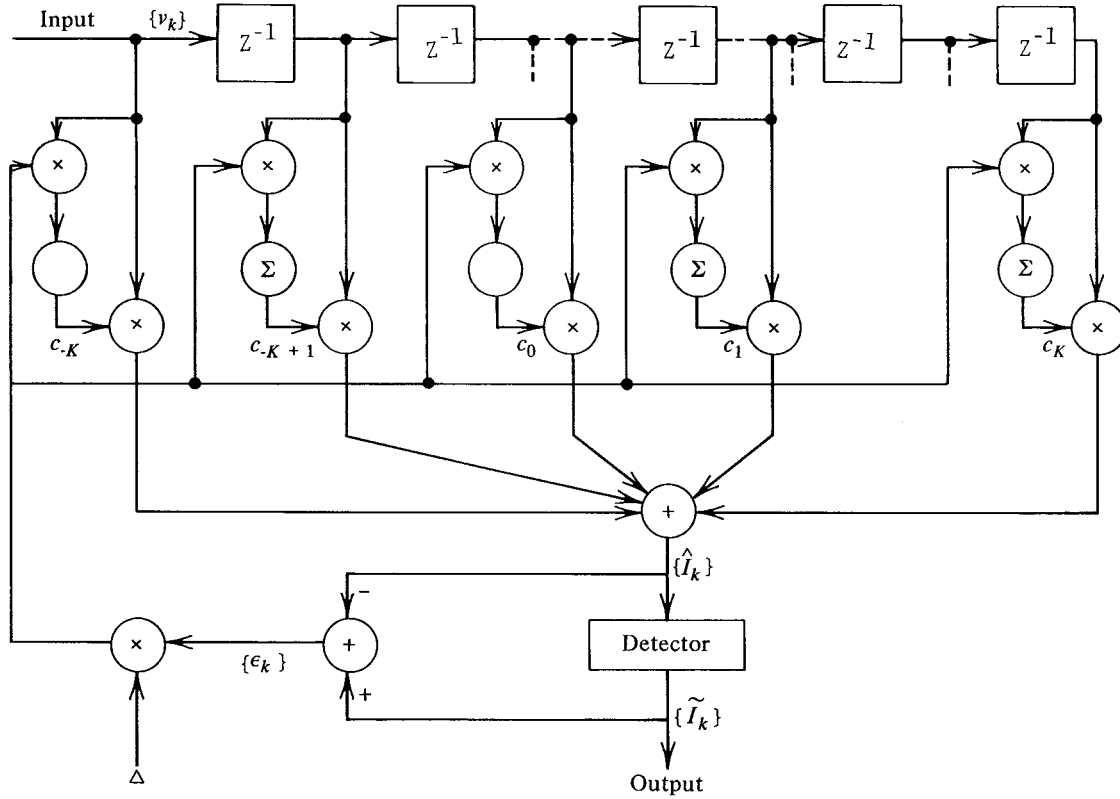 Input {v_k} Z⁻¹ Z⁻¹ Z⁻¹ Z⁻¹ Z⁻¹
× × × × ×
Σ Σ Σ
× × × × ×
c_-K c_-K + 1 c_0 c_1 c_K
+
{Î_k}
−
Detector
× {ϵ_k} +
+
{Ĩ_k}
△ Output